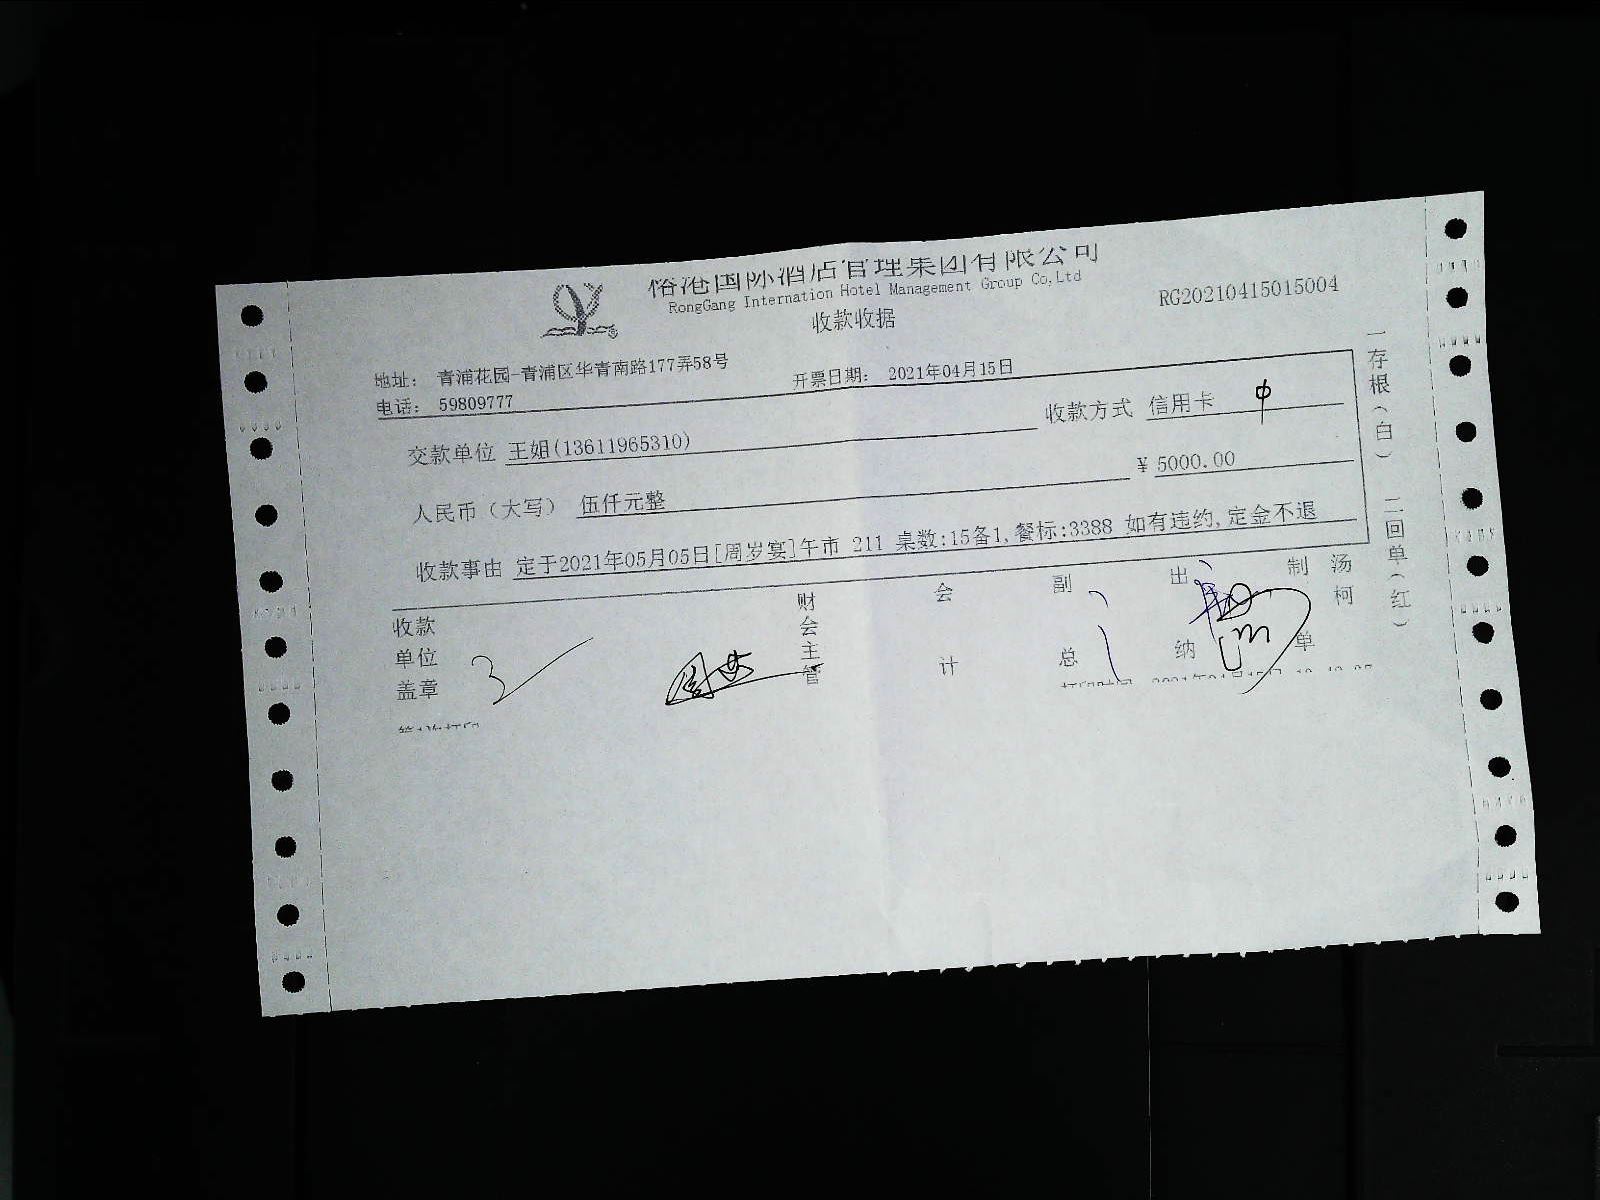 榕港国际酒店管理集团有限公司
RongGang Internation Hotel Management Group Co,Ltd
收款收据
RG20210415015004
地址： 青浦花园-青浦区华青南路177弄58号
开票日期： 2021年04月15日
电话： 59809777
交款单位 王姐(13611965310)
收款方式 信用卡
人民币（大写） 伍仟元整
¥ 5000.00
收款事由 定于2021年05月05日[周岁宴]午市 211 桌数:15备1,餐标:3388 如有违约,定金不退
收款单位盖章
财会主管
会计
副总
出纳
制单
汤柯
一存根（白） 二回单（红）